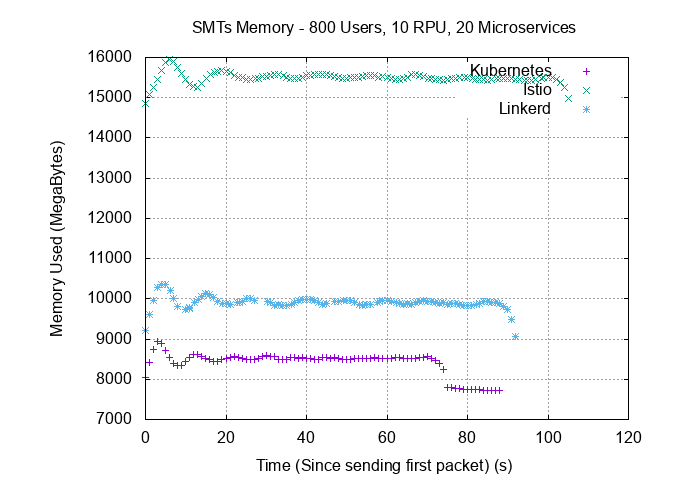 SMTs Memory - 800 Users, 10 RPU, 20 Microservices
Memory Used (MegaBytes)
16000
15000
14000
13000
12000
11000
10000
9000
8000
7000
Kubernetes
Istio
Linkerd
0 20 40 60 80 100 120
Time (Since sending first packet) (s)